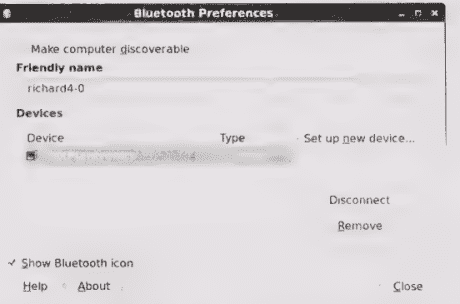 Bluetooth Preferences
Make computer discoverable
Friendly name
richard4-0
Devices
Device Type Set up new device...
Disconnect
Remove
Show Bluetooth icon
Help About Close